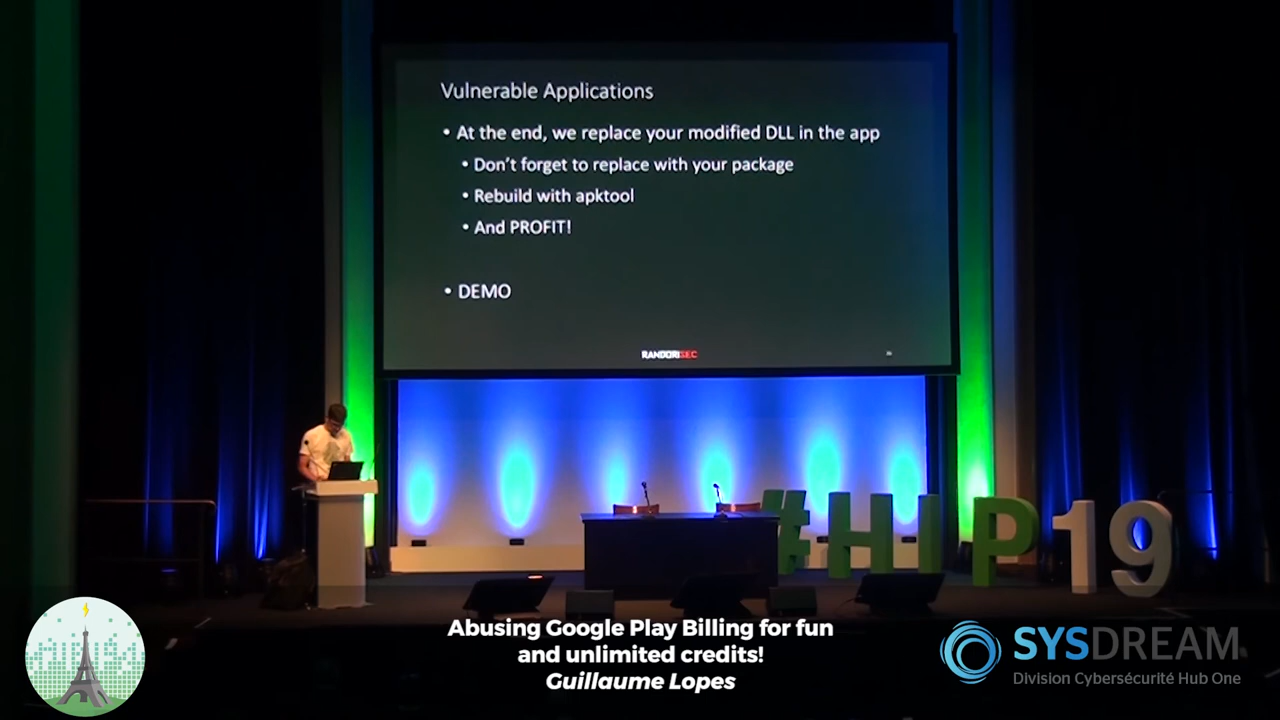 Vulnerable Applications
• At the end, we replace your modified DLL in the app
• Don't forget to replace with your package
• Rebuild with apktool
• And PROFIT!
• DEMO
RANDORISEC
#HIP19
Abusing Google Play Billing for fun
and unlimited credits!
Guillaume Lopes
SYSDREAM
Division Cybersécurité Hub One